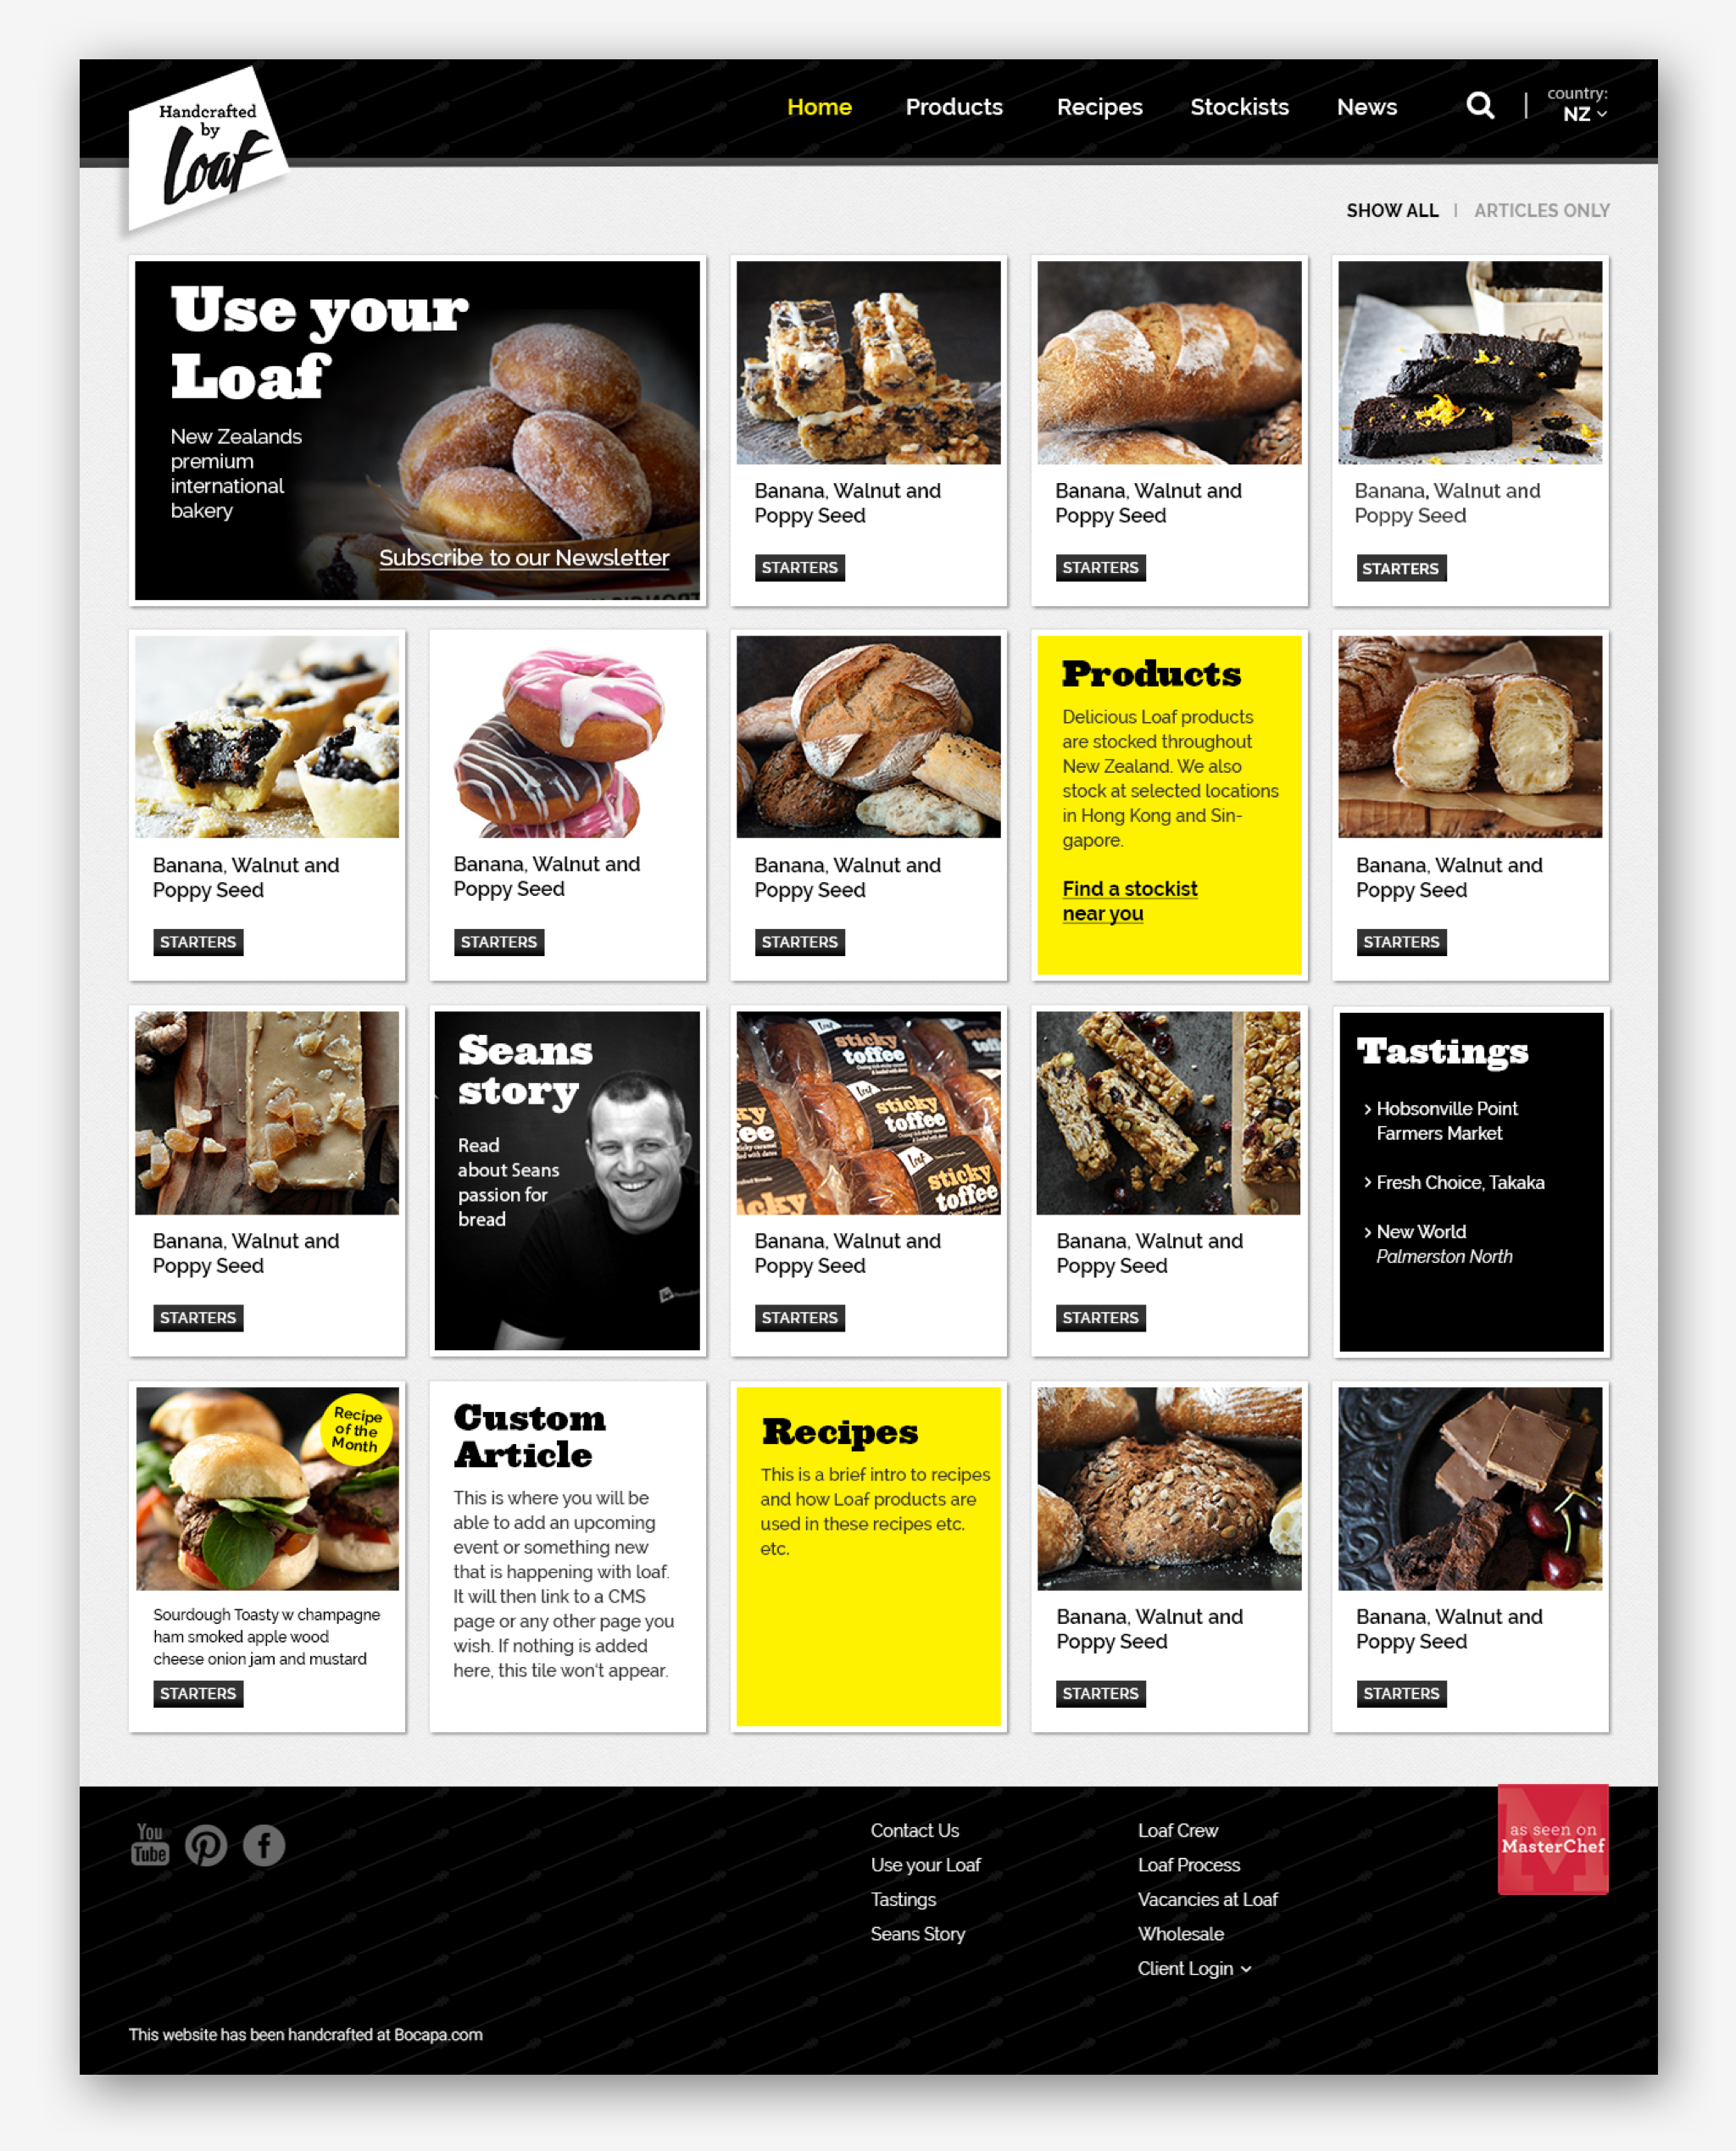 Handcrafted
by
Loaf
Home
Products
Recipes
Stockists
News
country:
NZ
SHOW ALL | ARTICLES ONLY
Use your
Loaf
New Zealands
premium
international
bakery
Subscribe to our Newsletter
Banana, Walnut and
Poppy Seed
STARTERS
Banana, Walnut and
Poppy Seed
STARTERS
Banana, Walnut and
Poppy Seed
STARTERS
Banana, Walnut and
Poppy Seed
STARTERS
Banana, Walnut and
Poppy Seed
STARTERS
Banana, Walnut and
Poppy Seed
STARTERS
Products
Delicious Loaf products
are stocked throughout
New Zealand. We also
stock at selected locations
in Hong Kong and Sin-
gapore.
Find a stockist
near you
Banana, Walnut and
Poppy Seed
STARTERS
Banana, Walnut and
Poppy Seed
STARTERS
Seans
story
Read
about Seans
passion for
bread
sticky
toffee
sticky
toffee
sticky
toffee
Banana, Walnut and
Poppy Seed
STARTERS
Banana, Walnut and
Poppy Seed
STARTERS
Tastings
> Hobsonville Point
Farmers Market
> Fresh Choice, Takaka
> New World
Palmerston North
Recipe
of the
Month
Sourdough Toasty w champagne
ham smoked apple wood
cheese onion jam and mustard
STARTERS
Custom
Article
This is where you will be
able to add an upcoming
event or something new
that is happening with loaf.
It will then link to a CMS
page or any other page you
wish. If nothing is added
here, this tile won't appear.
Recipes
This is a brief intro to recipes
and how Loaf products are
used in these recipes etc.
etc.
Banana, Walnut and
Poppy Seed
STARTERS
Banana, Walnut and
Poppy Seed
STARTERS
You
Tube
Contact Us
Use your Loaf
Tastings
Seans Story
Loaf Crew
Loaf Process
Vacancies at Loaf
Wholesale
Client Login
as seen on
MasterChef
This website has been handcrafted at Bocapa.com